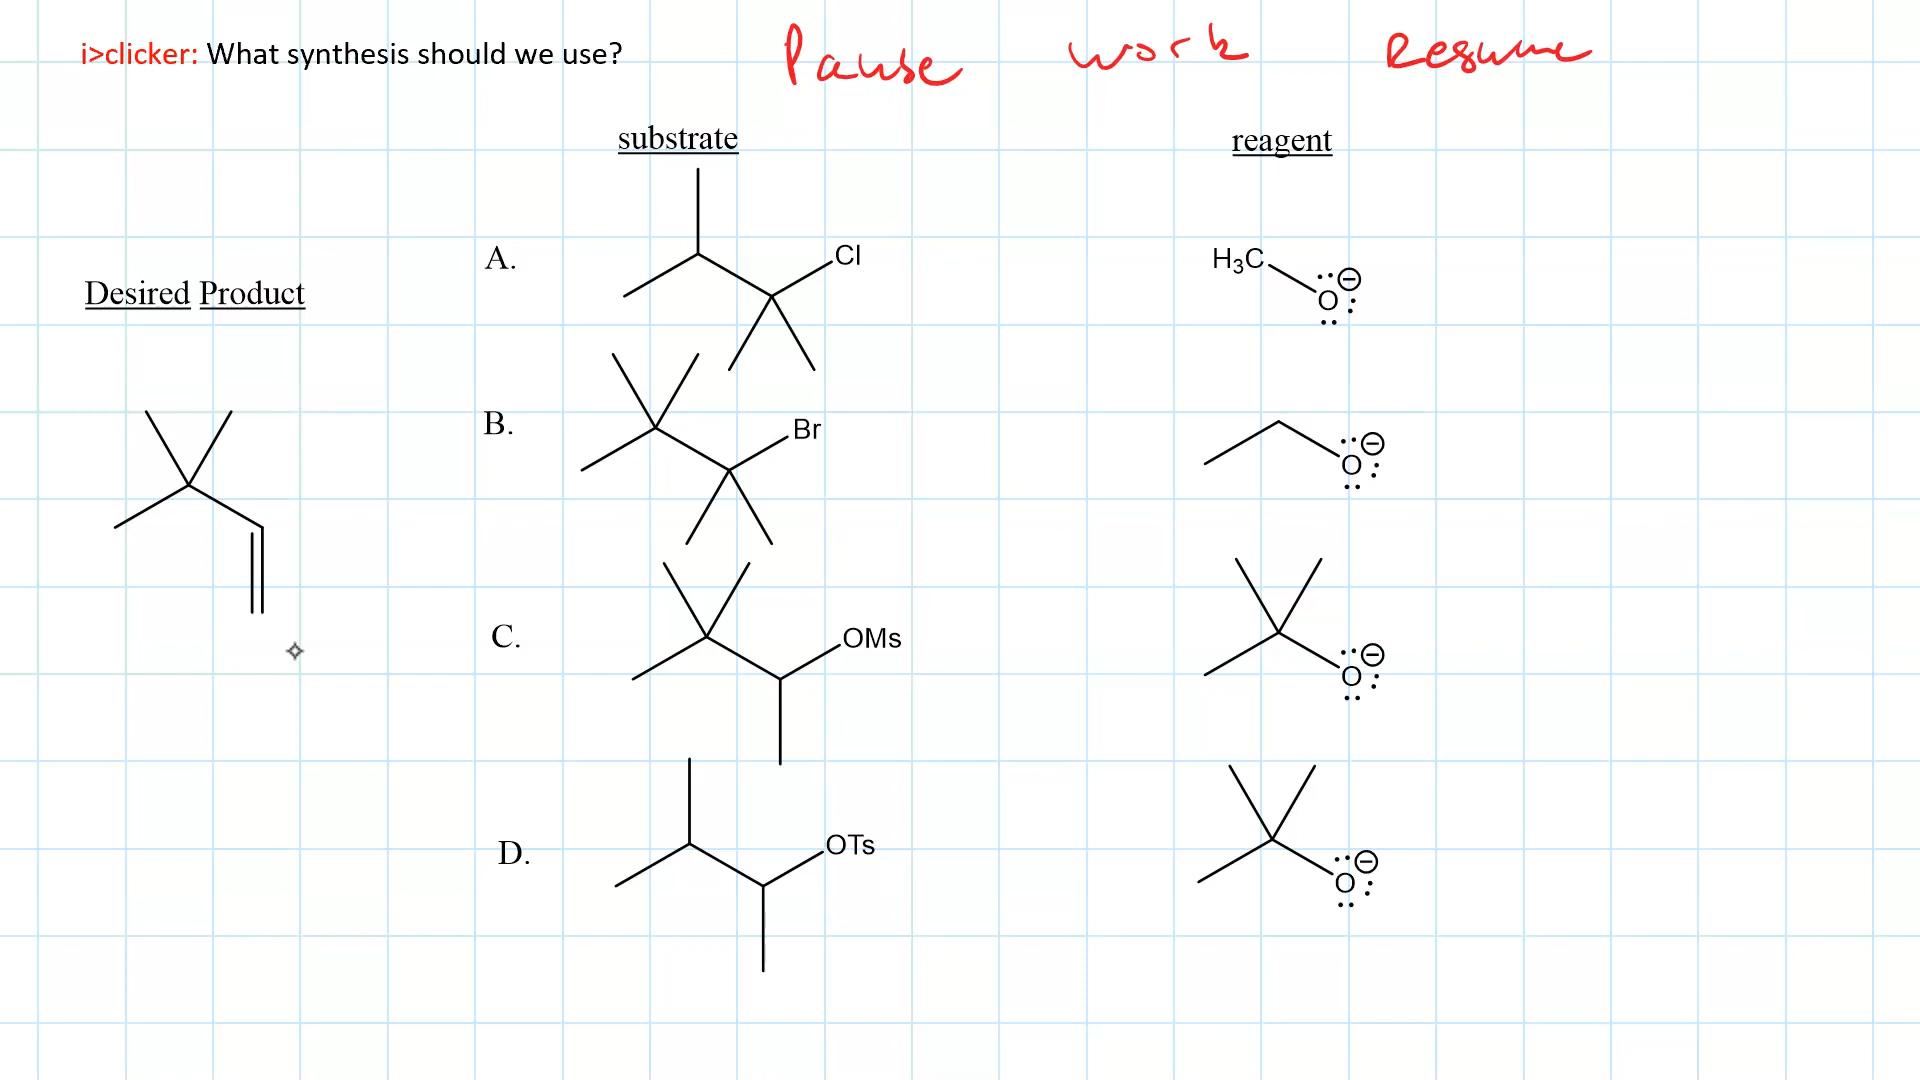 i>clicker: What synthesis should we use? Pause work Resume
substrate reagent
Desired Product
A. Cl H₃C O ⊖
B. Br O ⊖
C. OMs O ⊖
D. OTs O ⊖